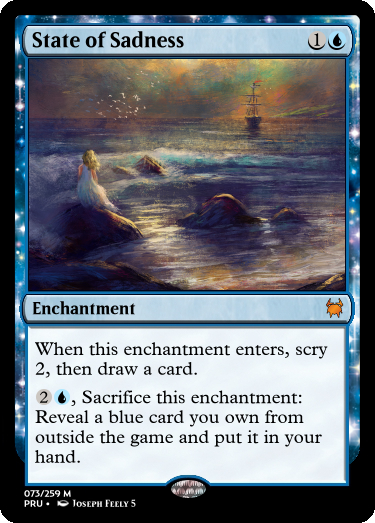 State of Sadness 1
Enchantment
When this enchantment enters, scry
2, then draw a card.
2, Sacrifice this enchantment:
Reveal a blue card you own from
outside the game and put it in your
hand.
073/259 M
PRU • Joseph Feely 5